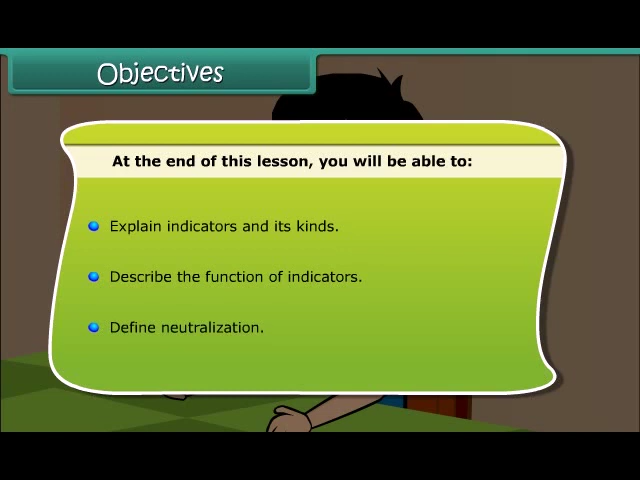 Objectives
At the end of this lesson, you will be able to:
Explain indicators and its kinds.
Describe the function of indicators.
Define neutralization.